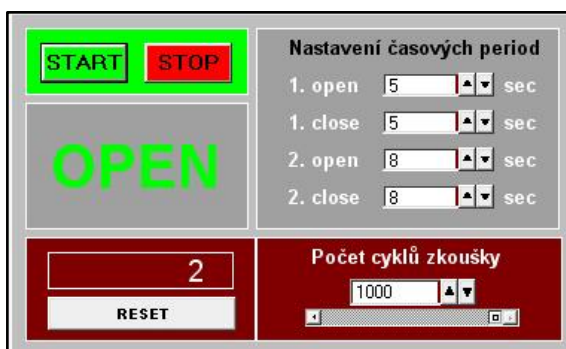 START STOP
OPEN
2
RESET
Nastavení časových period
1. open 5 sec
1. close 5 sec
2. open 8 sec
2. close 8 sec
Počet cyklů zkoušky
1000